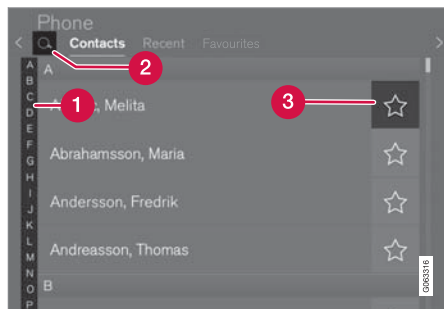 Phone
Contacts Recent Favourites
2
A
B
C
D
E
F
G
H
I
J
K
L
M
N
O
P
A
1
Melita
3
Abrahamsson, Maria
Andersson, Fredrik
Andreasson, Thomas
B
G063316